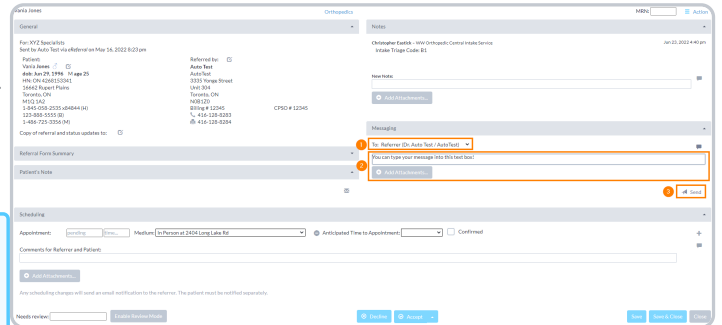 Vania Jones
Orthopedics
MRN:
Action
General
For: XYZ Specialists
Sent by Auto Test via eReferral on May 16, 2022 8:23 pm
Patient:
Vania Jones
dob: Jun 29, 1996 M age 25
HN: ON 4268153341
16662 Rupert Plains
Toronto, ON
M1Q 1A2
1-845-058-2535 x84844 (H)
123-888-5555 (B)
1-486-725-3356 (M)
Referred by:
Auto Test
AutoTest
3335 Yonge Street
Unit 304
Toronto, ON
N0B1Z0
Billing # 12345
CPSO # 12345
416-128-8283
416-128-8284
Copy of referral and status updates to:
Referral Form Summary
Patient's Note
Notes
Christopher Eastick - WW Orthopedic Central Intake Service
Jun 23, 2022 4:40 pm
Intake Triage Code: B1
New Note:
Add Attachments...
Messaging
1
To: Referrer (Dr. Auto Test / AutoTest)
2
You can type your message into this text box!
Add Attachments...
3
Send
Scheduling
Appointment: pending time... Medium: In Person at 2404 Long Lake Rd Anticipated Time to Appointment: Confirmed
Comments for Referrer and Patient:
Add Attachments...
Any scheduling changes will send an email notification to the referrer. The patient must be notified separately.
Needs review:
Enable Review Mode
Decline
Accept
Save
Save & Close
Close